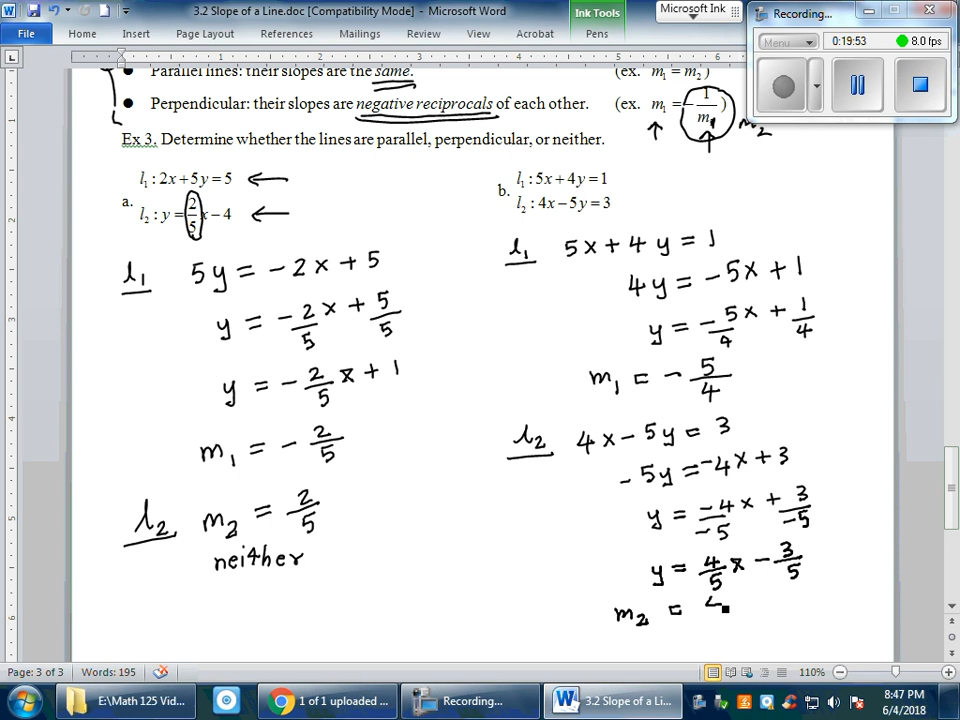 3.2 Slope of a Line.doc [Compatibility Mode] - Microsoft Word
Ink Tools
Microsoft Ink
Recording...
File Home Insert Page Layout References Mailings Review View Acrobat Pens
Menu 0:19:53 8.0 fps
Parallel lines: their slopes are the same. (ex. m₁ = m₂)
Perpendicular: their slopes are negative reciprocals of each other. (ex. m₁ = -1/m₁) m₂
Ex 3. Determine whether the lines are parallel, perpendicular, or neither.
a.
l₁ : 2x + 5y = 5
l₂ : y = 2/5 x - 4
l₁ 5y = -2x + 5
y = -2/5 x + 5/5
y = -2/5 x + 1
m₁ = -2/5
l₂ m₂ = 2/5
neither
b.
l₁ : 5x + 4y = 1
l₂ : 4x - 5y = 3
l₁ 5x + 4y = 1
4y = -5x + 1
y = -5/4 x + 1/4
m₁ = -5/4
l₂ 4x - 5y = 3
-5y = -4x + 3
y = -4/-5 x + 3/-5
y = 4/5 x - 3/5
m₂ =
Page: 3 of 3 Words: 195 110%
E:\Math 125 Vid...
1 of 1 uploaded ...
Recording...
3.2 Slope of a Li...
8:47 PM
6/4/2018